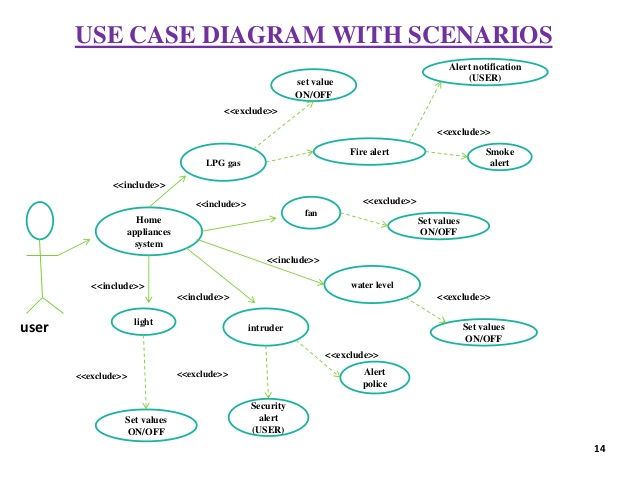 USE CASE DIAGRAM WITH SCENARIOS
Alert notification
(USER)
set value
ON/OFF
<<exclude>>
<<exclude>>
LPG gas
Fire alert
Smoke
alert
<<include>>
<<include>>
<<exclude>>
Home
appliances
system
fan
Set values
ON/OFF
<<include>>
water level
<<include>>
<<include>>
<<exclude>>
user
light
intruder
Set values
ON/OFF
<<exclude>>
<<exclude>>
<<exclude>>
Alert
police
Set values
ON/OFF
Security
alert
(USER)
14